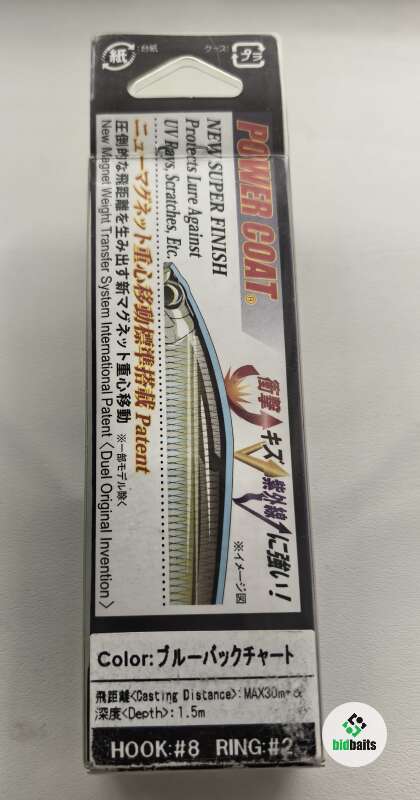 紙
:台紙
ケース:
プラ
POWER COAT®
NEW SUPER FINISH
Protects Lure Against
UV Rays, Scratches, Etc.
衝撃
キズ
紫外線
に強い!
※イメージ図
ニューマグネット重心移動標準搭載 Patent
圧倒的な飛距離を生み出す新マグネット重心移動 ※一部モデル除く
New Magnet Weight Transfer System International Patent〈Duel Original Invention〉
Color:ブルーバックチャート
飛距離<Casting Distance>:MAX30m+α
深度<Depth>:1.5m
HOOK:#8 RING:#2
bidbaits